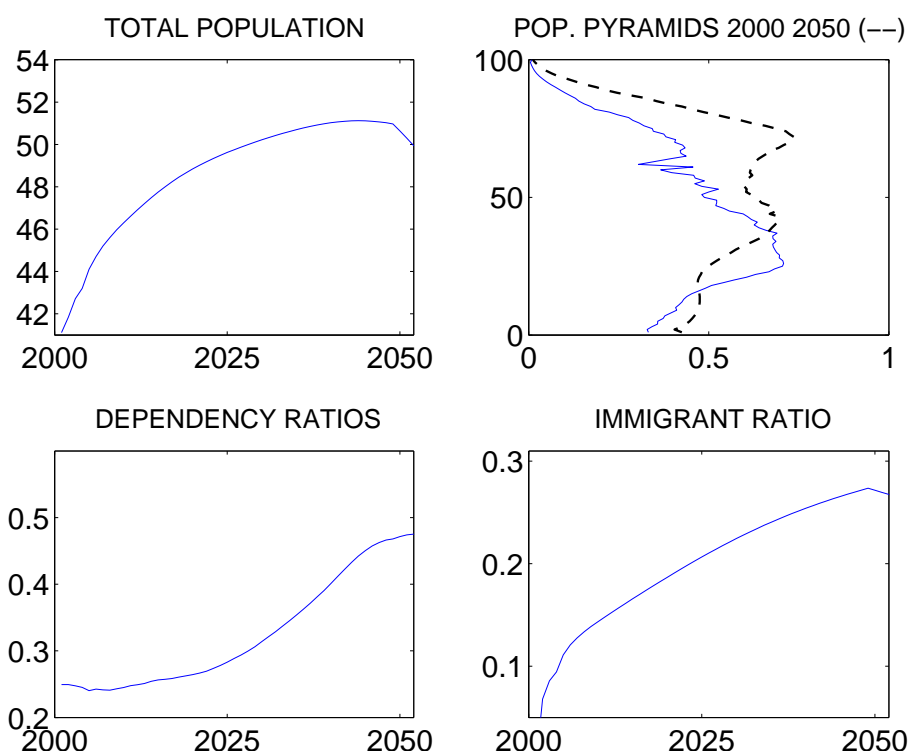 TOTAL POPULATION
54
52
50
48
46
44
42
2000 2025 2050
POP. PYRAMIDS 2000 2050 (−−)
100
50
0
0 0.5 1
DEPENDENCY RATIOS
0.5
0.4
0.3
0.2
2000 2025 2050
IMMIGRANT RATIO
0.3
0.2
0.1
2000 2025 2050